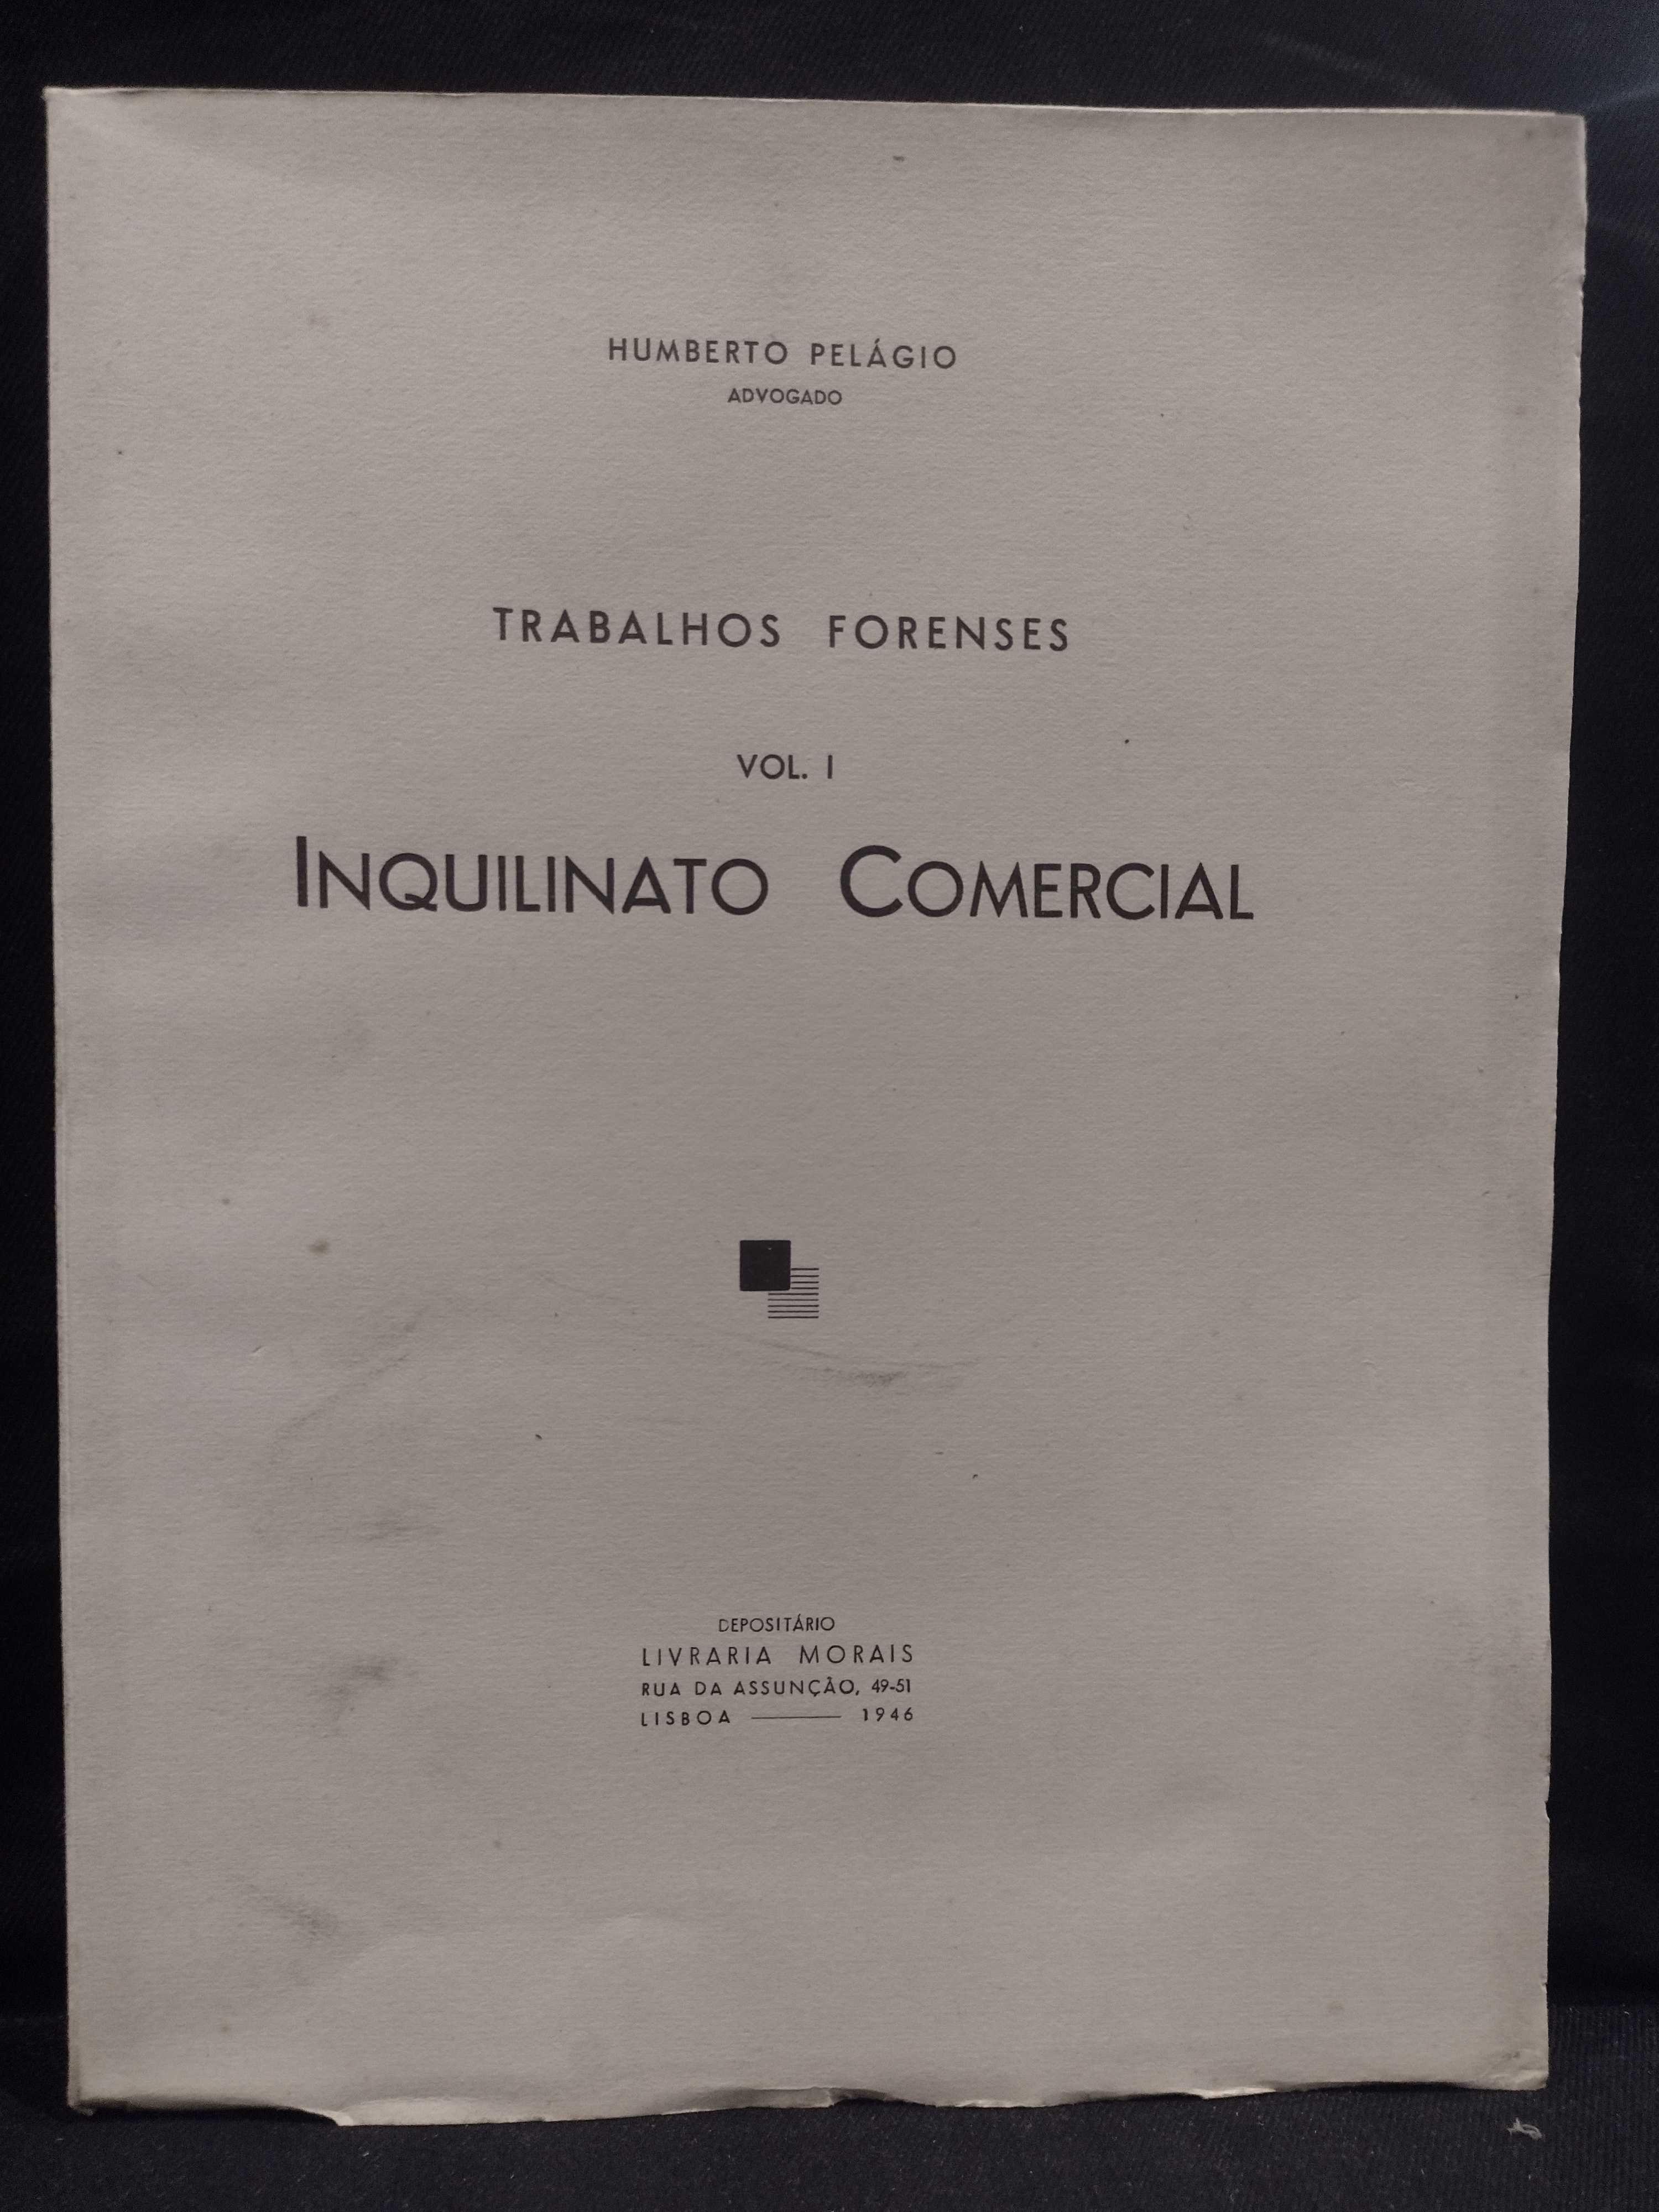 HUMBERTO PELÁGIO
ADVOGADO
TRABALHOS FORENSES
VOL. I
INQUILINATO COMERCIAL
DEPOSITÁRIO
LIVRARIA MORAIS
RUA DA ASSUNÇÃO, 49-51
LISBOA —— 1946